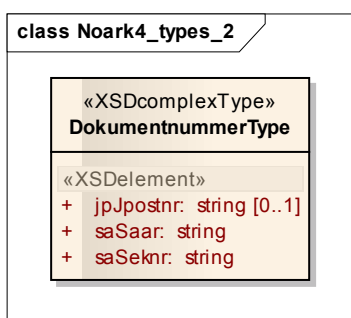 class Noark4_types_2
«XSDcomplexType»
DokumentnummerType
«XSDelement»
+ jpJpostnr: string [0..1]
+ saSaar: string
+ saSeknr: string